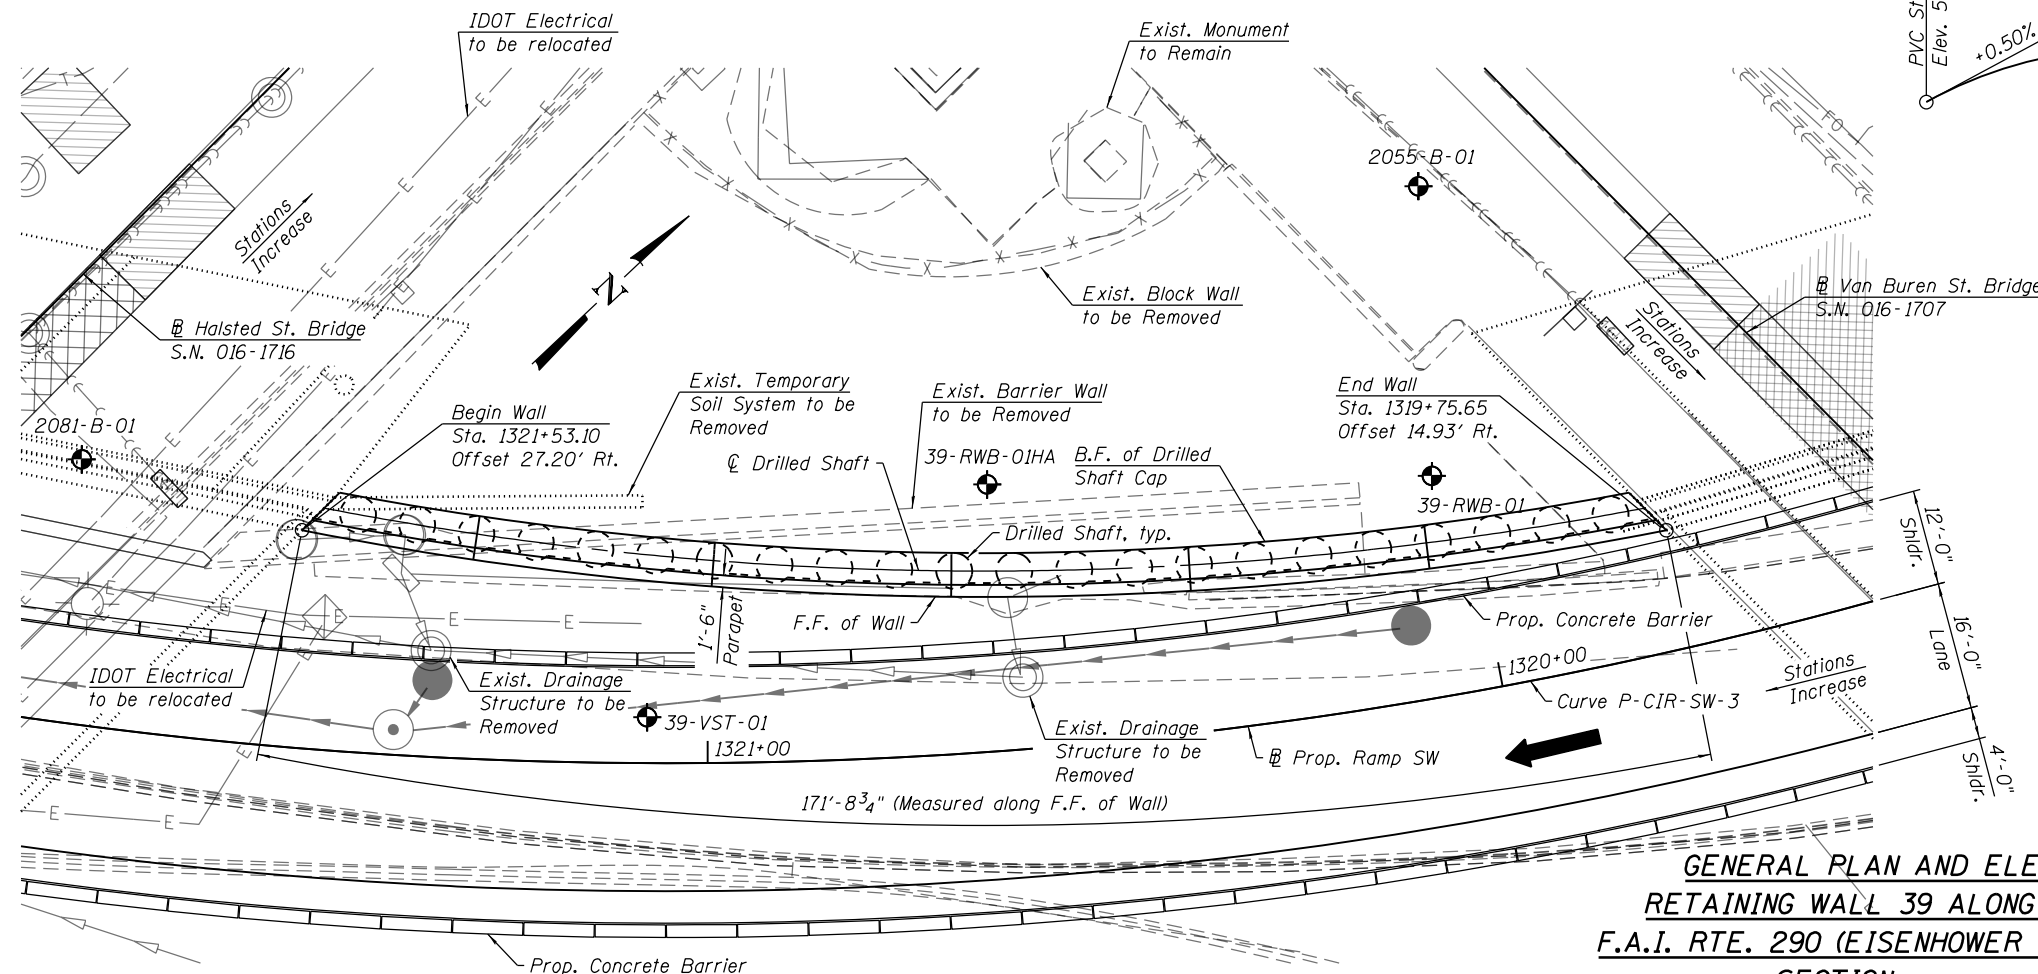 IDOT Electrical
to be relocated
Exist. Monument
to Remain
PVC St
Elev. 5
+0.50%
2055-B-01
Stations
Increase
N
Exist. Block Wall
to be Removed
℄ Halsted St. Bridge
S.N. 016-1716
Stations
Increase
Van Buren St. Bridge
S.N. 016-1707
2081-B-01
Begin Wall
Sta. 1321+53.10
Offset 27.20' Rt.
Exist. Temporary
Soil System to be
Removed
Exist. Barrier Wall
to be Removed
End Wall
Sta. 1319+75.65
Offset 14.93' Rt.
℄ Drilled Shaft
39-RWB-01HA
B.F. of Drilled
Shaft Cap
39-RWB-01
Drilled Shaft, typ.
12'-0"
Shldr.
1'-6"
Parapet
F.F. of Wall
Prop. Concrete Barrier
16'-0"
Lane
IDOT Electrical
to be relocated
Exist. Drainage
Structure to be
Removed
39-VST-01
1321+00
Exist. Drainage
Structure to be
Removed
1320+00
Curve P-CIR-SW-3
Stations
Increase
Prop. Ramp SW
4'-0"
Shldr.
171'-8¾" (Measured along F.F. of Wall)
Prop. Concrete Barrier
GENERAL PLAN AND ELE
RETAINING WALL 39 ALONG
F.A.I. RTE. 290 (EISENHOWER
SECTION